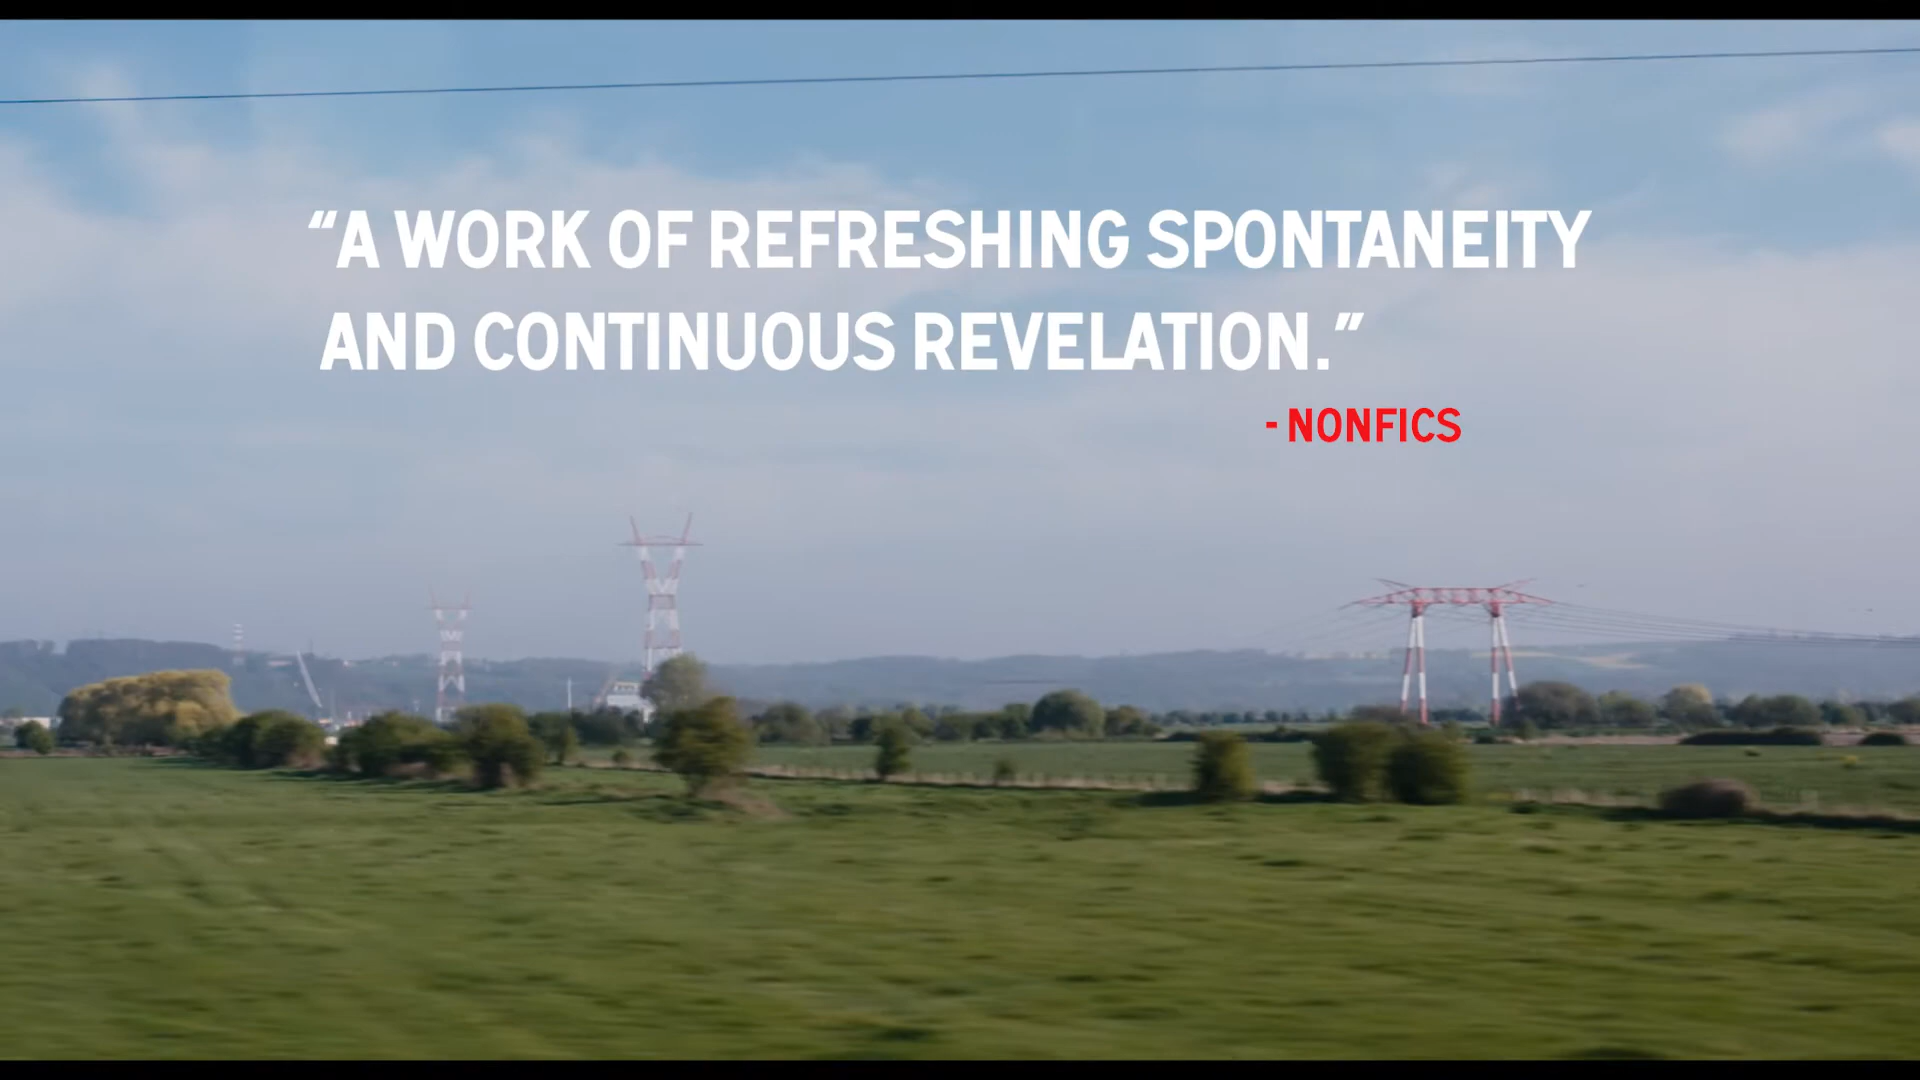 “A WORK OF REFRESHING SPONTANEITY
AND CONTINUOUS REVELATION.”
- NONFICS